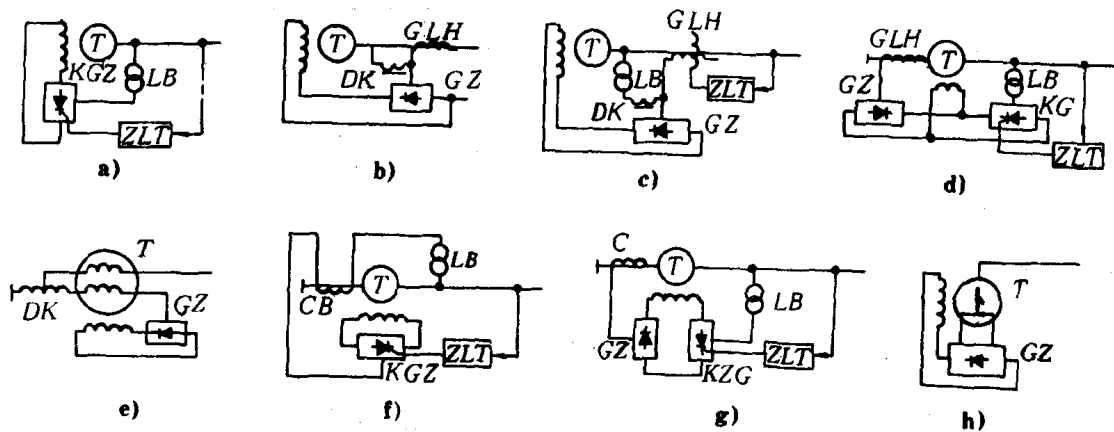 T
KGZ
LB
ZLT
a)
T
GLH
DK
GZ
b)
GLH
T
LB
ZLT
DK
GZ
c)
GLH
T
GZ
LB
KG
ZLT
d)
T
DK
GZ
e)
LB
T
CB
ZLT
KGZ
f)
C
T
LB
GZ
ZLT
KZG
g)
T
GZ
h)